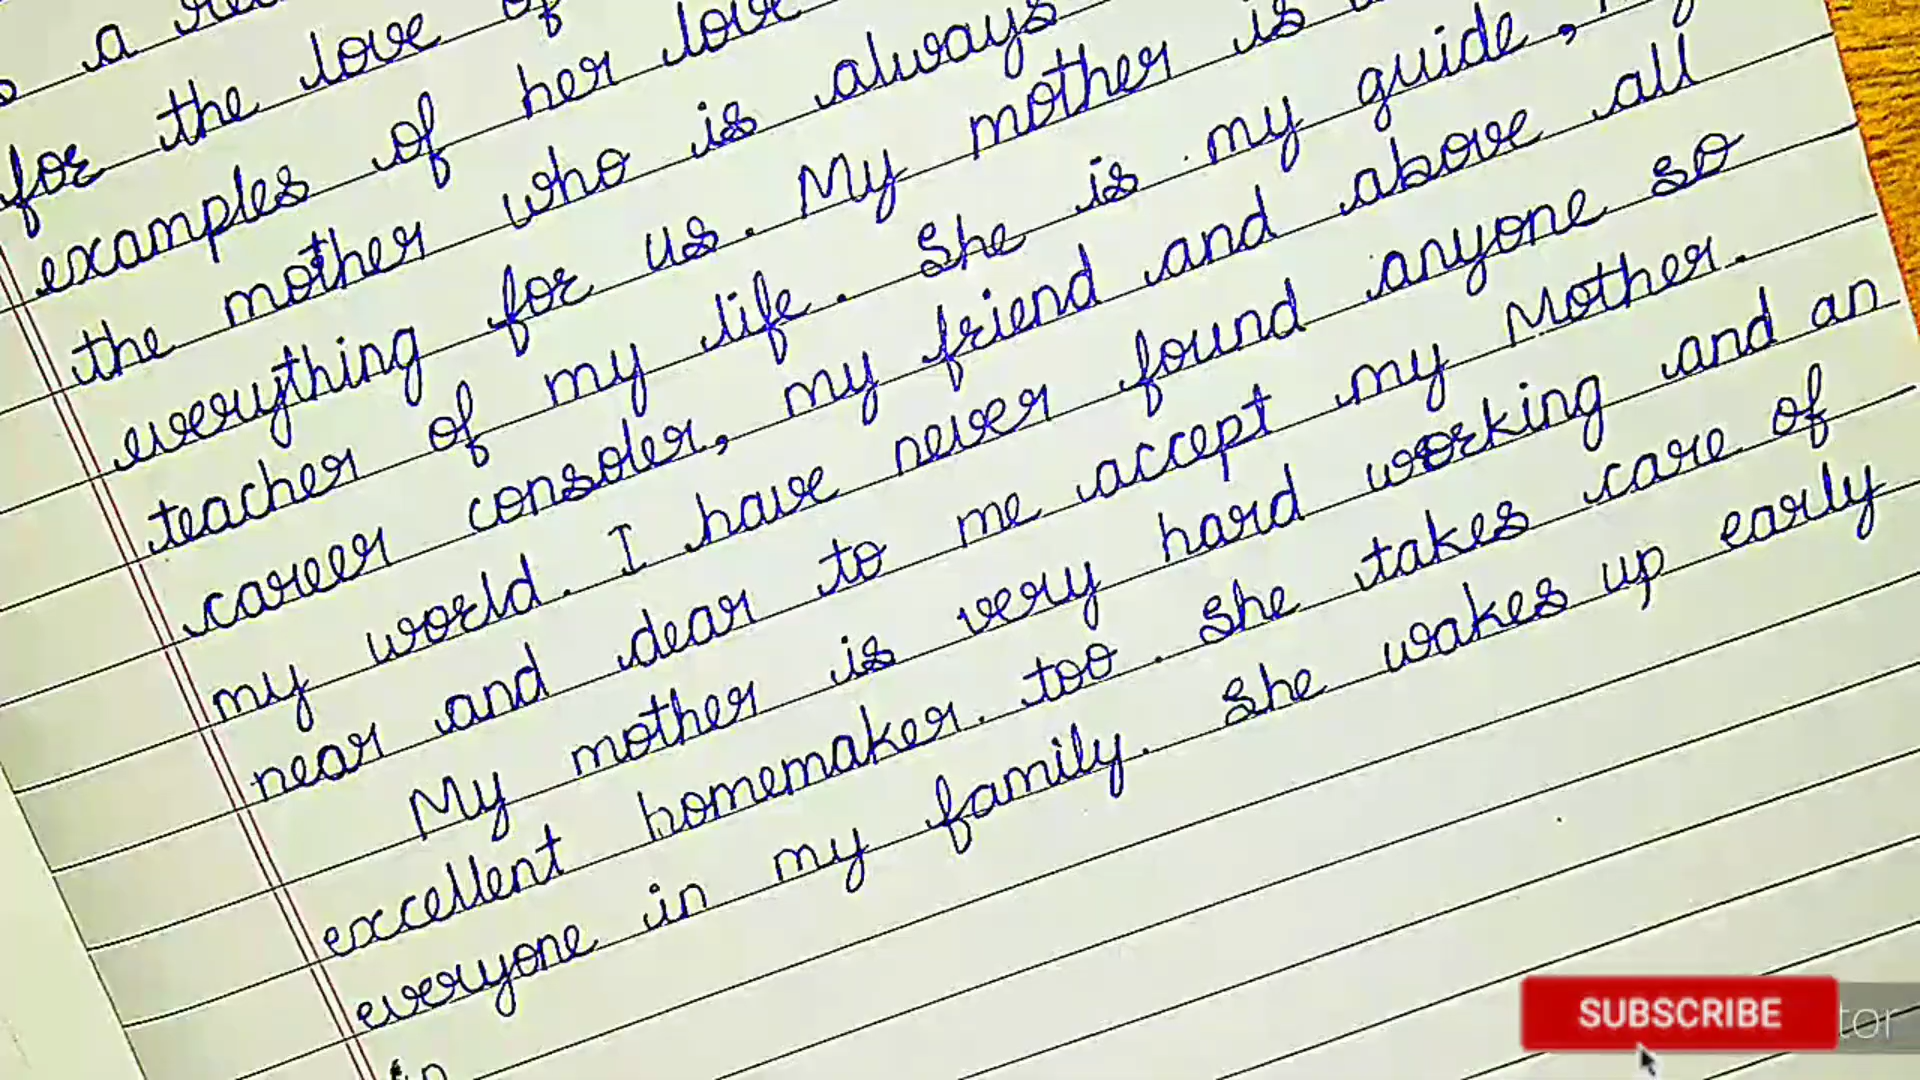 a
for the love of
examples of her love
the mother who is always
everything for us. My mother is
teacher of my life. She is my guide,
career consoler, my friend and above all
my world. I have never found anyone so
near and dear to me accept my Mother.
My mother is very hard working and an
excellent homemaker. too. She takes care of
everyone in my family. She wakes up early
SUBSCRIBE
tor